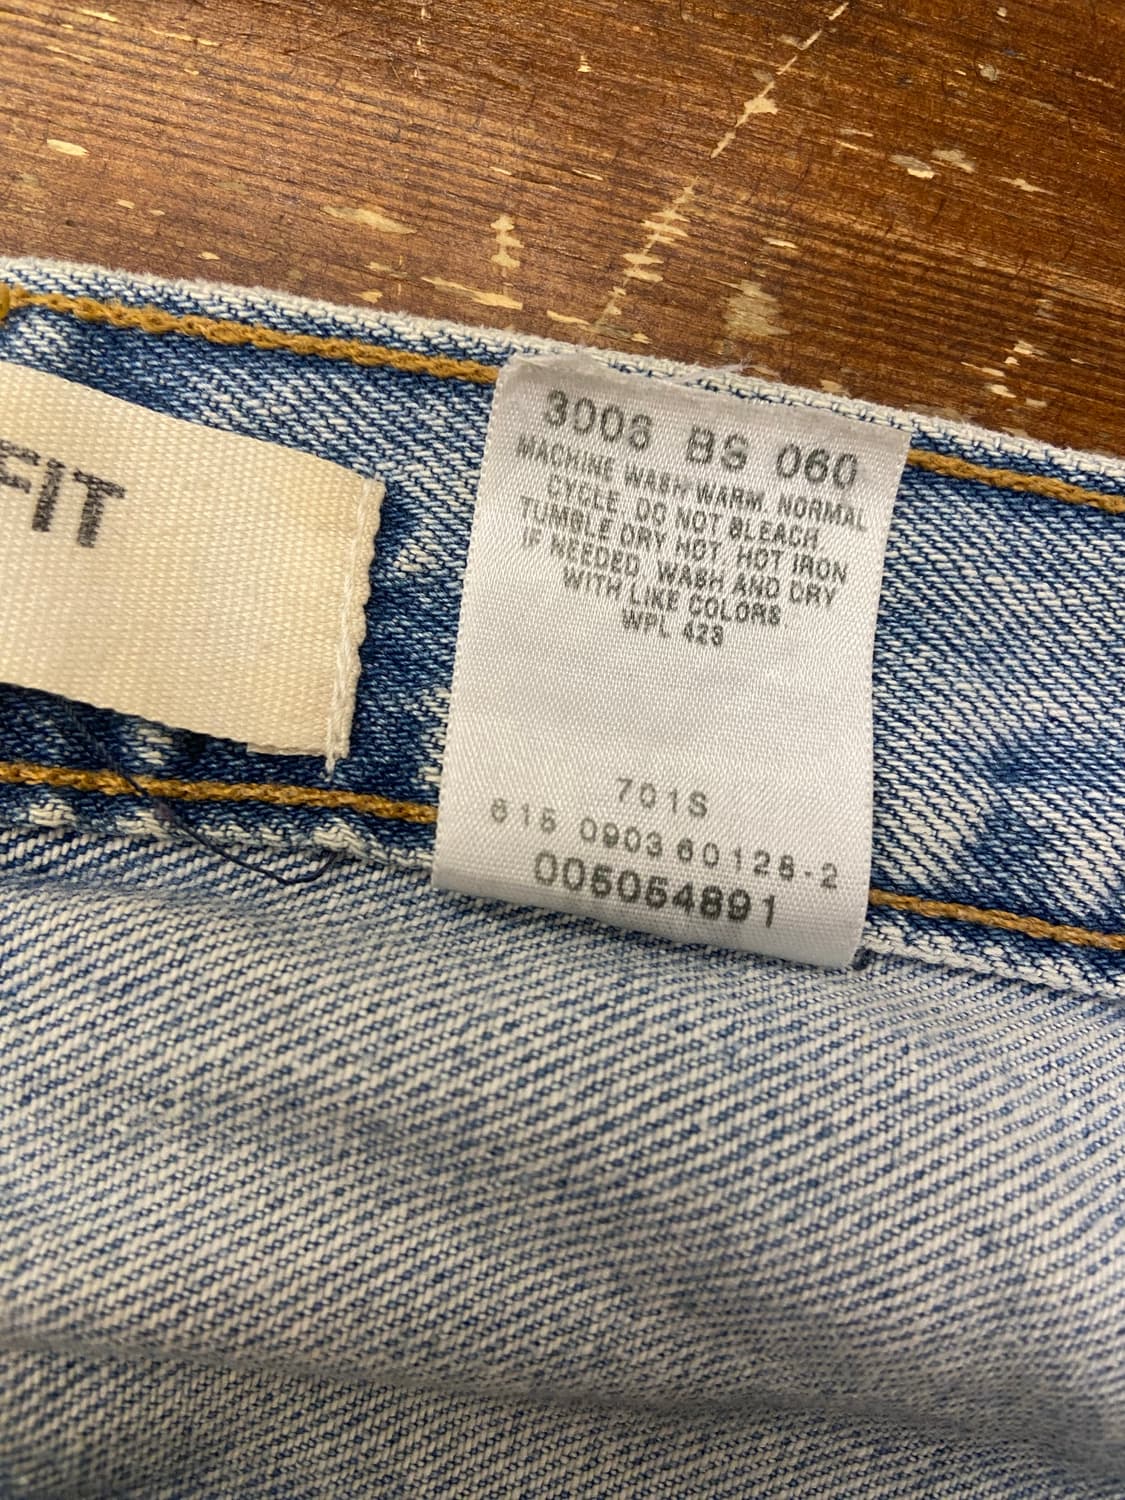 FIT
3008 BS 060
MACHINE WASH WARM. NORMAL
CYCLE. DO NOT BLEACH.
TUMBLE DRY HOT. HOT IRON
IF NEEDED. WASH AND DRY
WITH LIKE COLORS.
WPL 423
701S
615 0903 60128-2
005054891